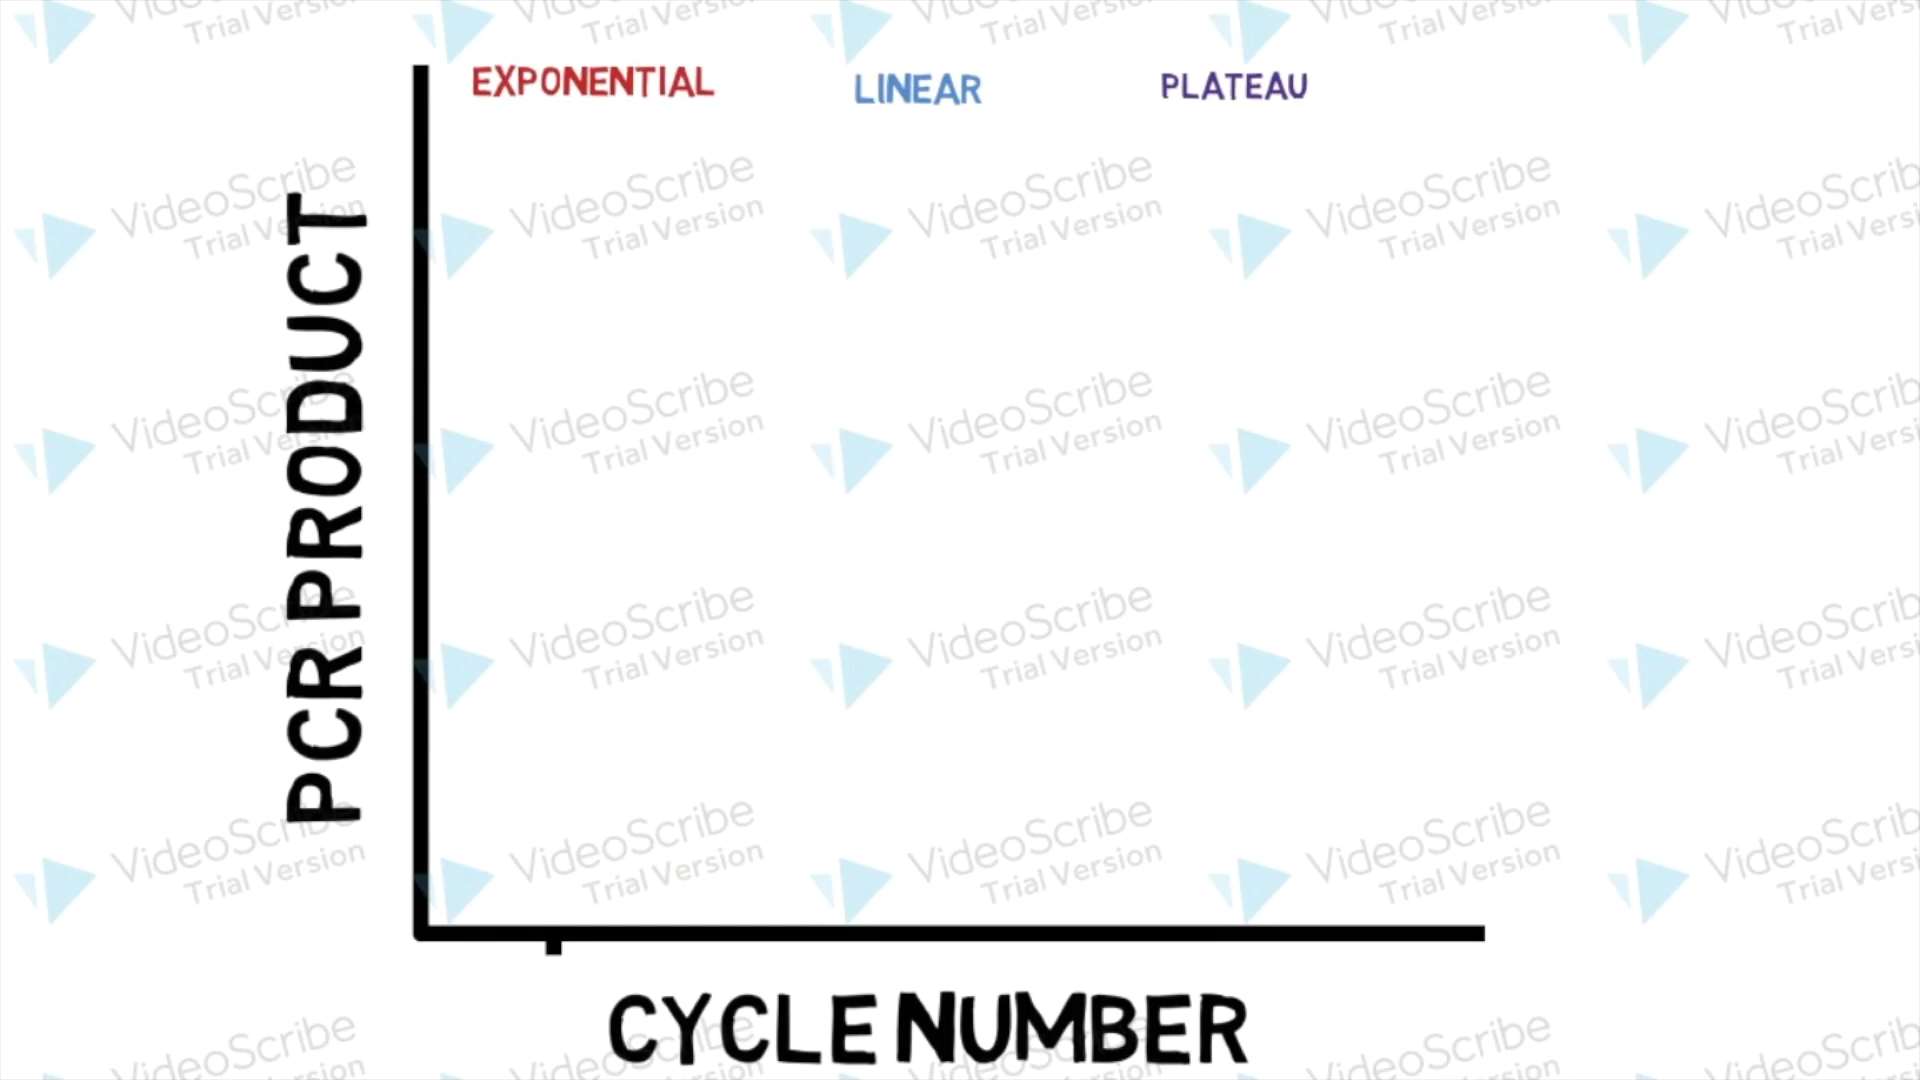 EXPONENTIAL
LINEAR
PLATEAU
PCR PRODUCT
CYCLE NUMBER
VideoScribe
Trial Version